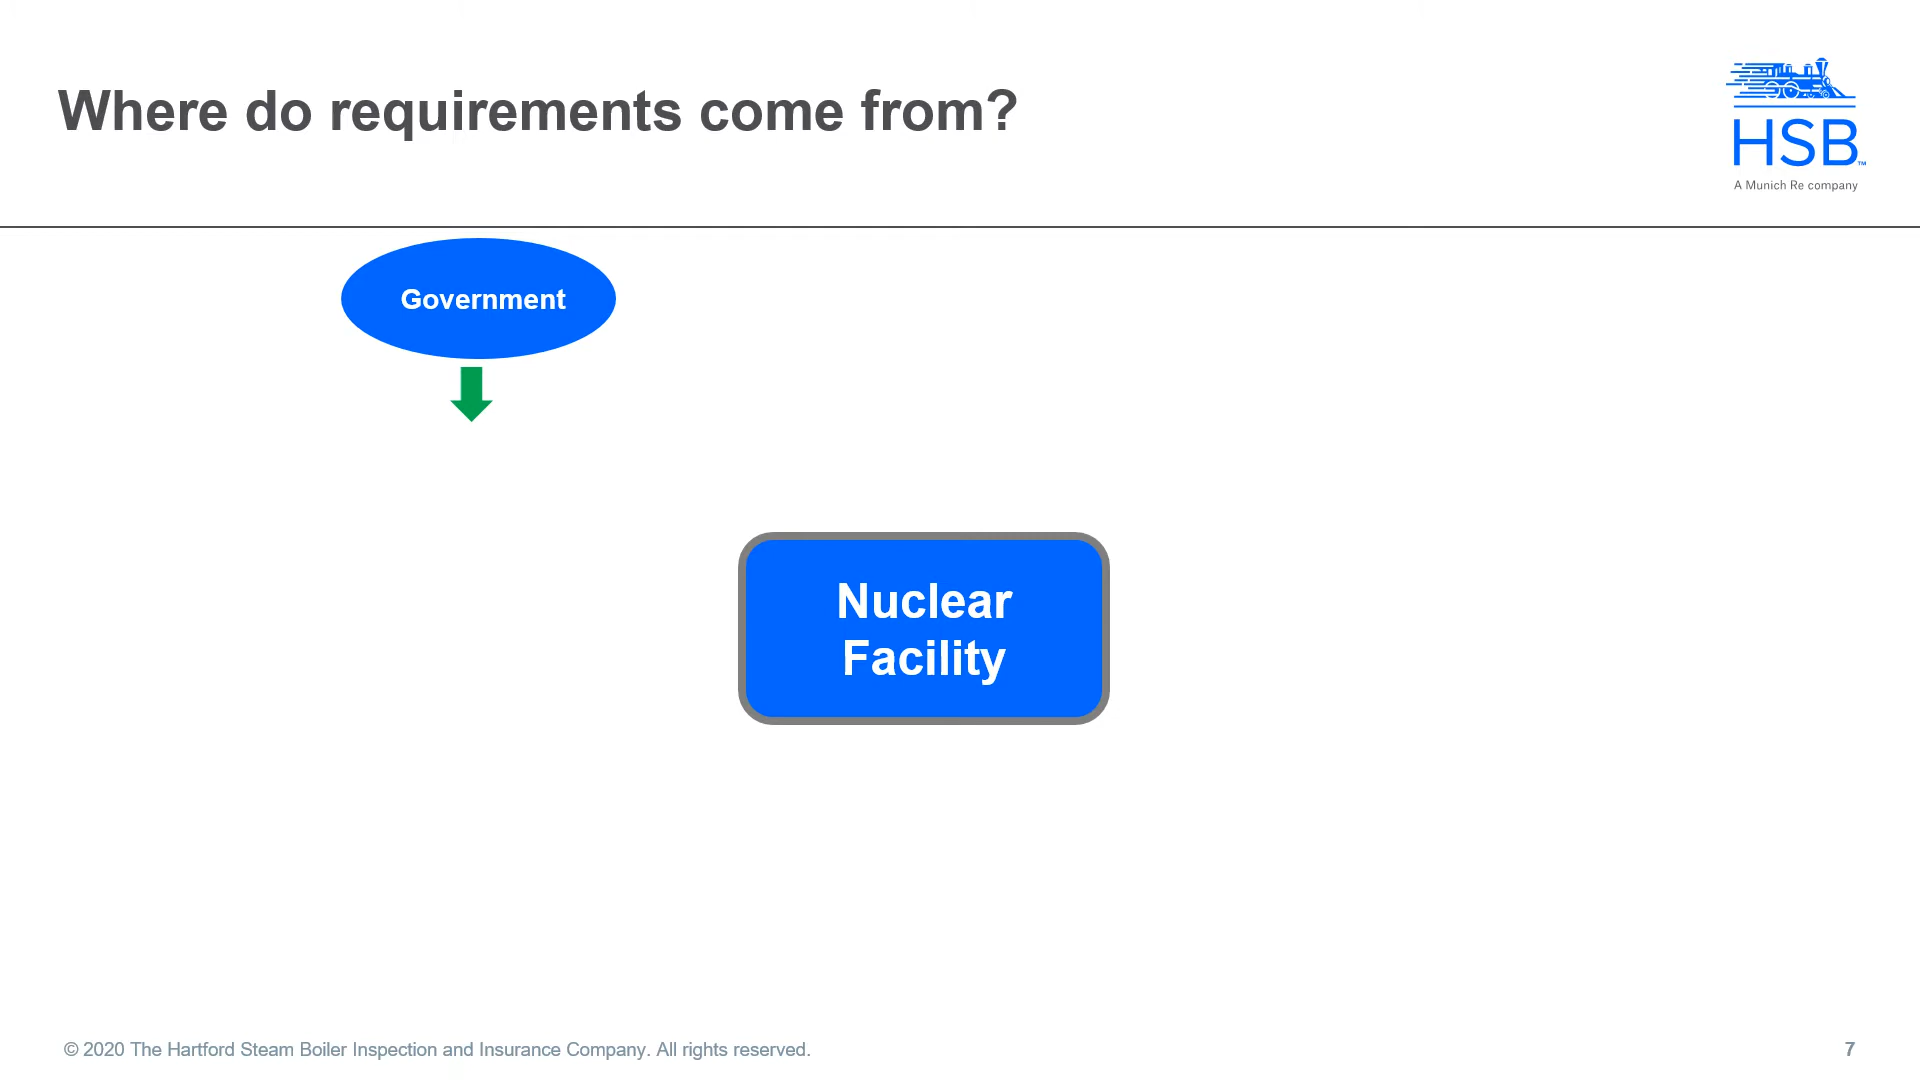 Where do requirements come from?
HSB™
A Munich Re company
Government
Nuclear
Facility
© 2020 The Hartford Steam Boiler Inspection and Insurance Company. All rights reserved.
7